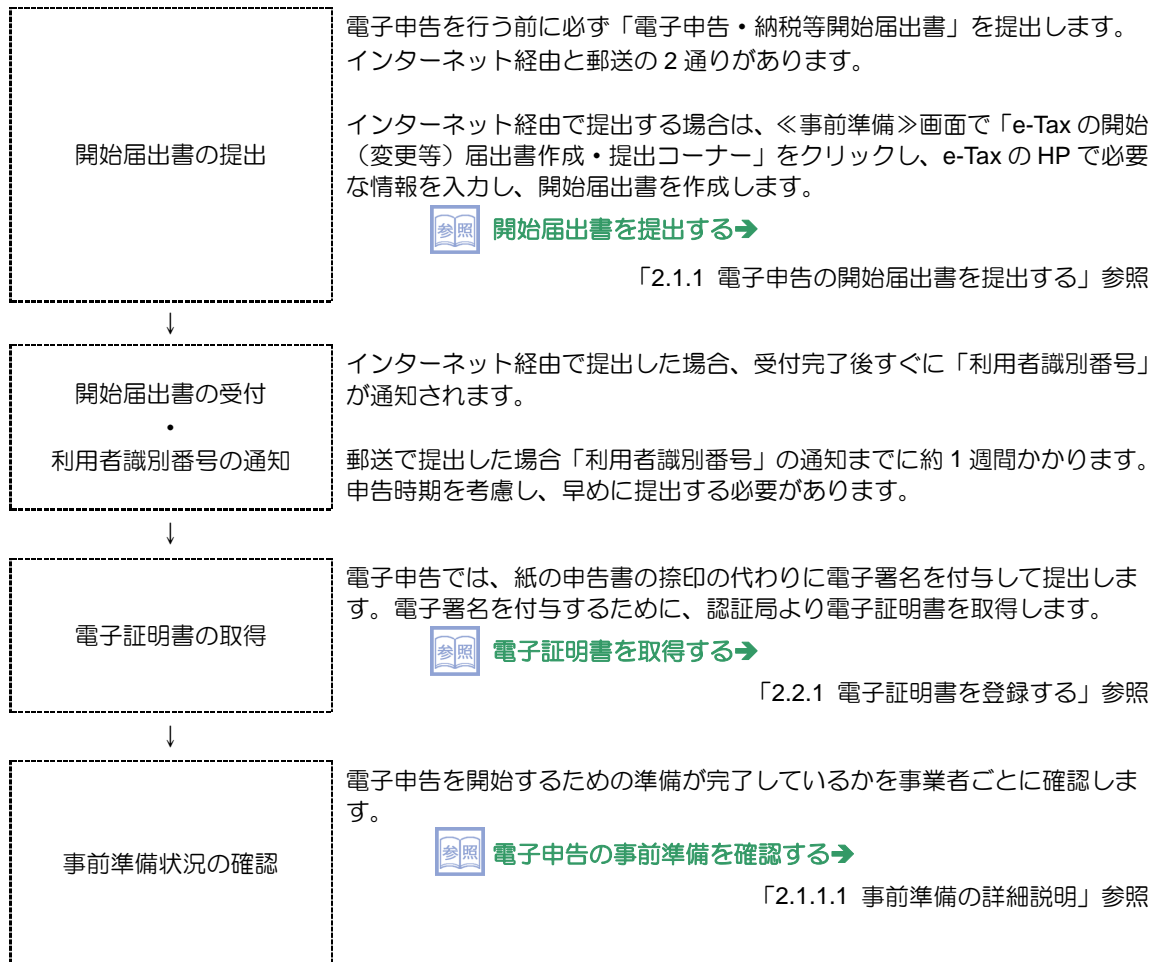 電子申告を行う前に必ず「電子申告・納税等開始届出書」を提出します。
インターネット経由と郵送の 2 通りがあります。
開始届出書の提出
インターネット経由で提出する場合は、≪事前準備≫画面で「e-Tax の開始
（変更等）届出書作成・提出コーナー」をクリックし、e-Tax の HP で必要
な情報を入力し、開始届出書を作成します。
参照 開始届出書を提出する➔
「2.1.1 電子申告の開始届出書を提出する」参照
↓
開始届出書の受付
・
利用者識別番号の通知
インターネット経由で提出した場合、受付完了後すぐに「利用者識別番号」
が通知されます。
郵送で提出した場合「利用者識別番号」の通知までに約 1 週間かかります。
申告時期を考慮し、早めに提出する必要があります。
↓
電子証明書の取得
電子申告では、紙の申告書の捺印の代わりに電子署名を付与して提出しま
す。電子署名を付与するために、認証局より電子証明書を取得します。
参照 電子証明書を取得する➔
「2.2.1 電子証明書を登録する」参照
↓
事前準備状況の確認
電子申告を開始するための準備が完了しているかを事業者ごとに確認しま
す。
参照 電子申告の事前準備を確認する➔
「2.1.1.1 事前準備の詳細説明」参照